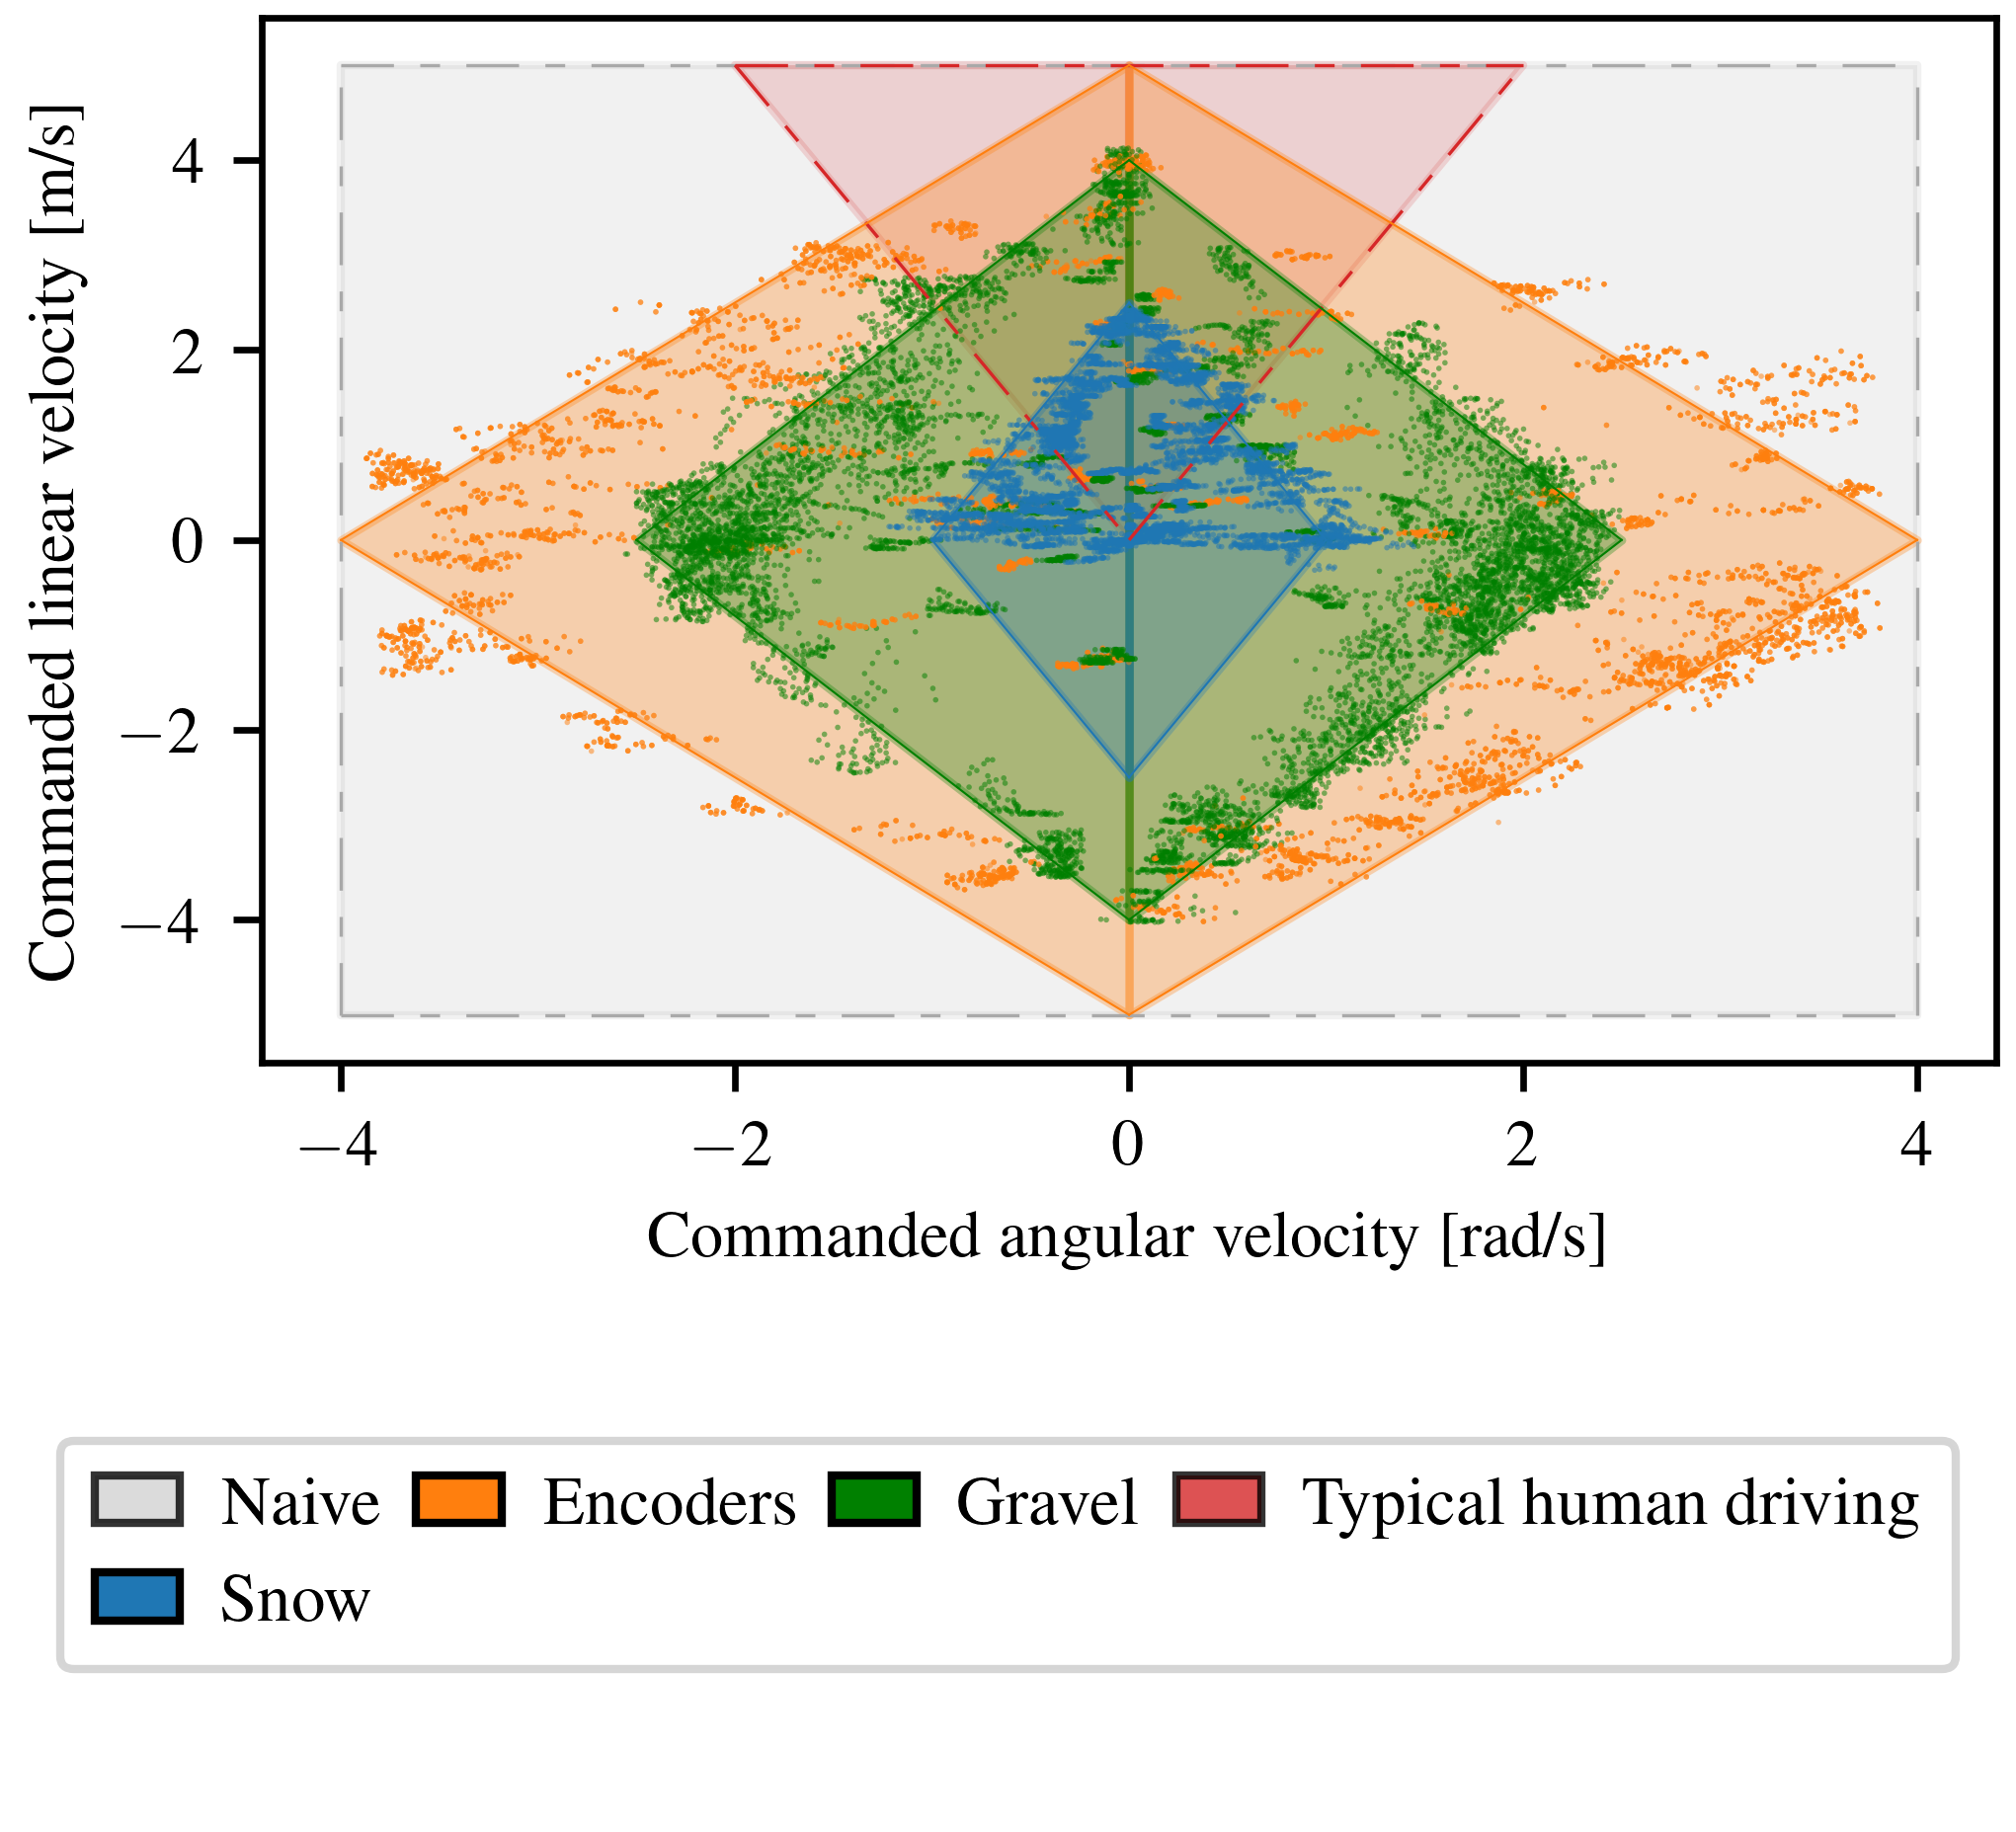 Commanded linear velocity [m/s]
4
2
0
−2
−4
−4 −2 0 2 4
Commanded angular velocity [rad/s]
Naive Encoders Gravel Typical human driving
Snow